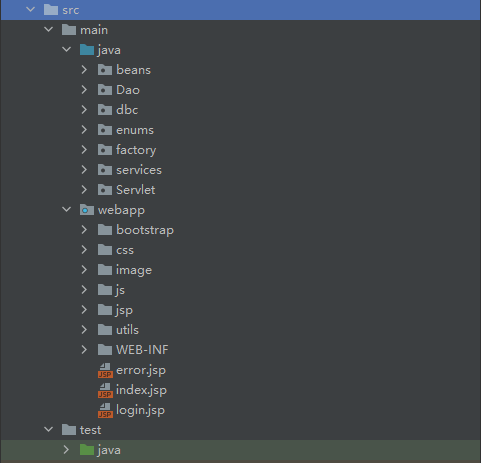 src
main
java
beans
Dao
dbc
enums
factory
services
Servlet
webapp
bootstrap
css
image
js
jsp
utils
WEB-INF
JSP error.jsp
JSP index.jsp
JSP login.jsp
test
java